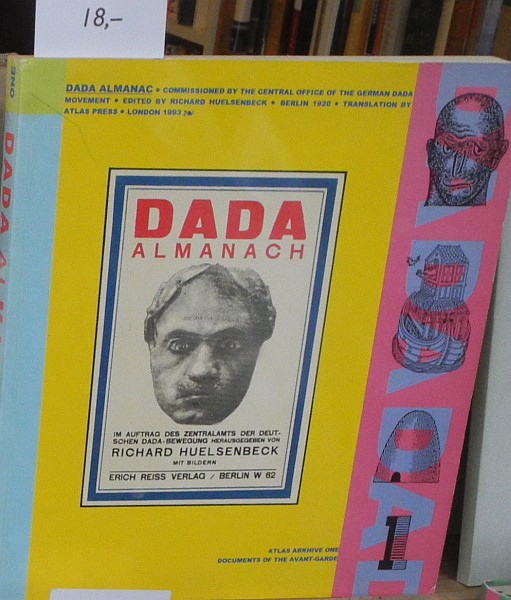 18,-
DADA ALMANAC • COMMISSIONED BY THE CENTRAL OFFICE OF THE GERMAN DADA
MOVEMENT • EDITED BY RICHARD HUELSENBECK • BERLIN 1920 • TRANSLATION BY
ATLAS PRESS • LONDON 1993
DADA
ALMANACH
IM AUFTRAG DES ZENTRALAMTS DER DEUT-
SCHEN DADA-BEWEGUNG HERAUSGEGEBEN VON
RICHARD HUELSENBECK
MIT BILDERN
ERICH REISS VERLAG / BERLIN W 62
ATLAS ARKHIVE ONE
DOCUMENTS OF THE AVANT-GARDE
DADADA
1
ONE
DADA ALM